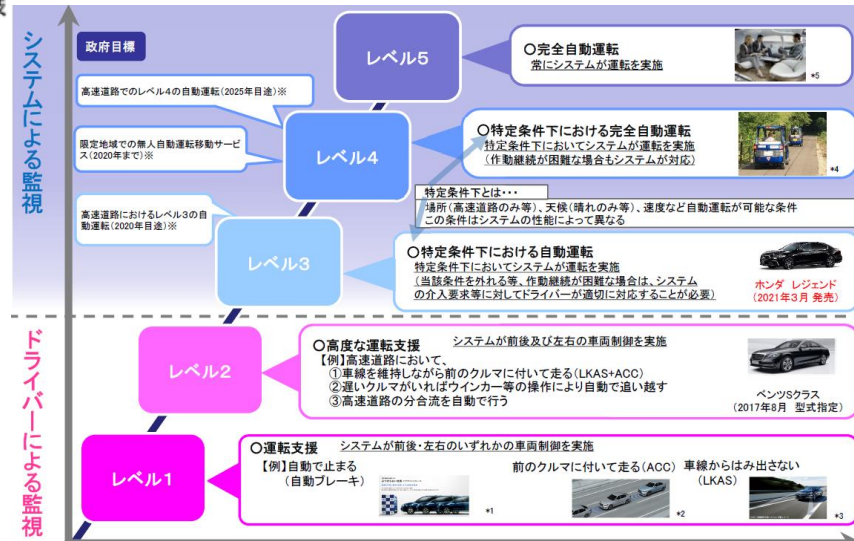 システムによる監視
ドライバーによる監視
政府目標
レベル5
〇完全自動運転
常にシステムが運転を実施
*5
高速道路でのレベル4の自動運転(2025年目途)※
限定地域での無人自動運転移動サービ
ス(2020年まで)※
レベル4
〇特定条件下における完全自動運転
特定条件下においてシステムが運転を実施
(作動継続が困難な場合もシステムが対応)
*4
特定条件下とは・・・
場所(高速道路のみ等)、天候(晴れのみ等)、速度など自動運転が可能な条件
この条件はシステムの性能によって異なる
高速道路におけるレベル3の自
動運転(2020年目途)※
レベル3
〇特定条件下における自動運転
特定条件下においてシステムが運転を実施
(当該条件を外れる等、作動継続が困難な場合は、システム
の介入要求等に対してドライバーが適切に対応することが必要)
ホンダ レジェンド
(2021年3月 発売)
レベル2
〇高度な運転支援 システムが前後及び左右の車両制御を実施
【例】高速道路において、
①車線を維持しながら前のクルマに付いて走る(LKAS+ACC)
②遅いクルマがいればウインカー等の操作により自動で追い越す
③高速道路の分合流を自動で行う
ベンツSクラス
(2017年8月 型式指定)
レベル1
〇運転支援 システムが前後・左右のいずれかの車両制御を実施
【例】自動で止まる
(自動ブレーキ)
*1
前のクルマに付いて走る(ACC)
*2
車線からはみ出さない
(LKAS)
*3